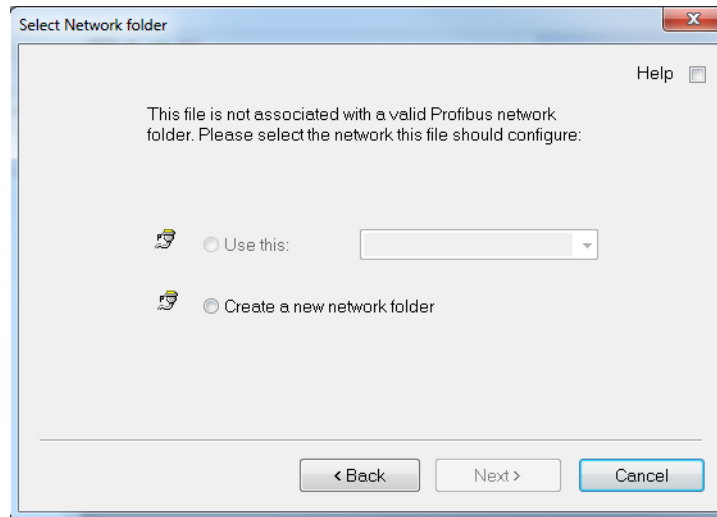 Select Network folder
Help
This file is not associated with a valid Profibus network
folder. Please select the network this file should configure:
Use this:
Create a new network folder
< Back
Next >
Cancel